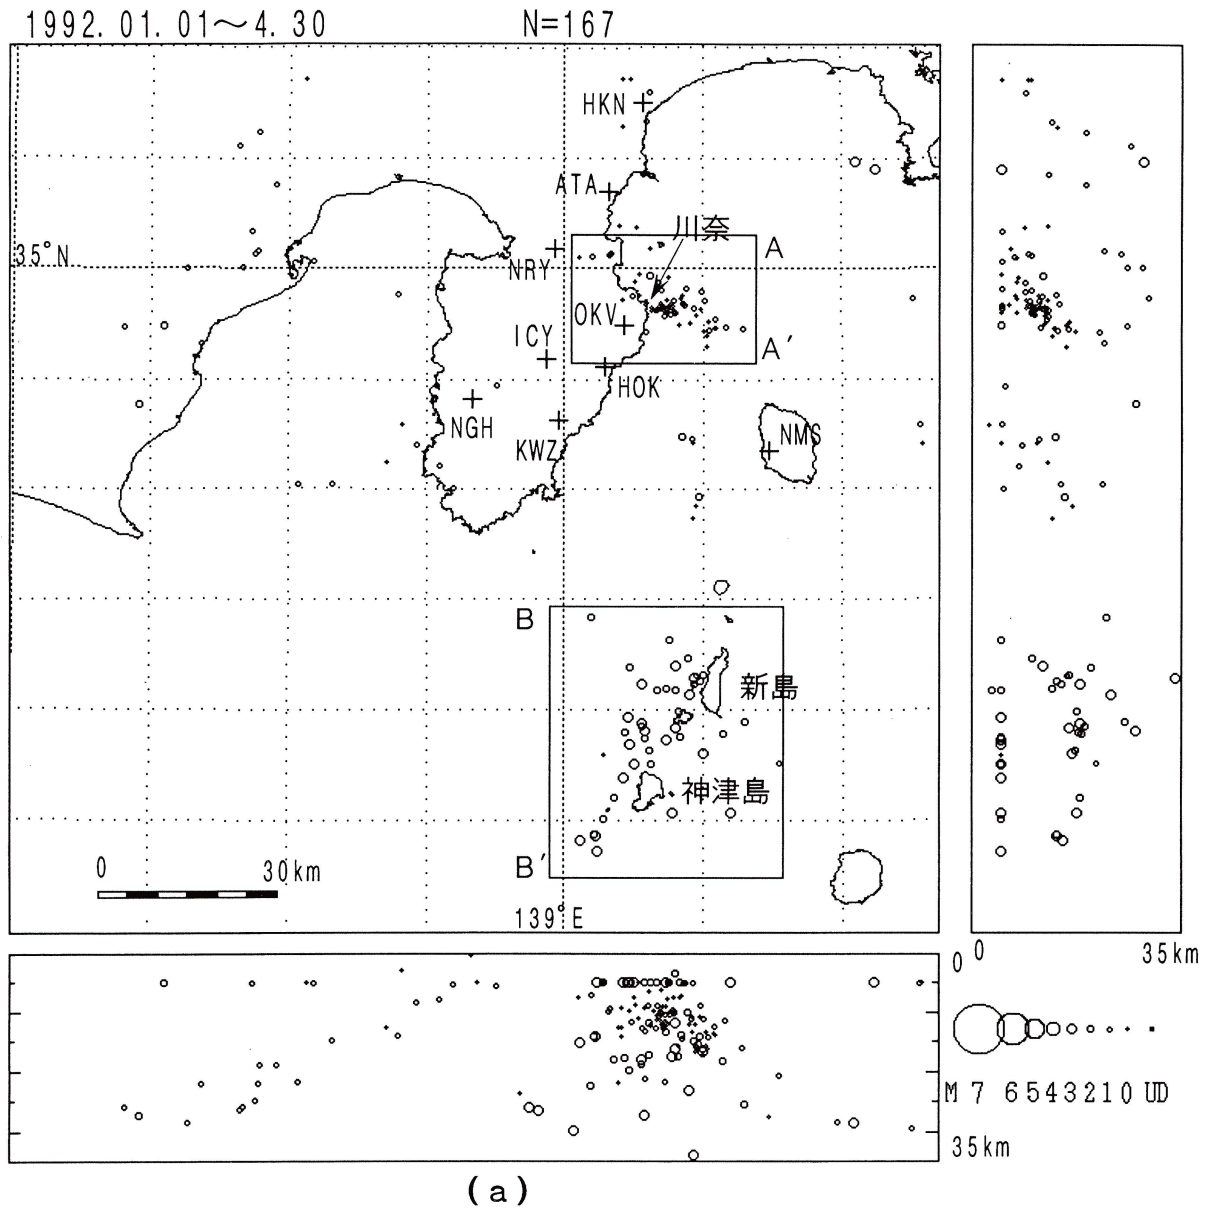 1992.01.01～4.30 N=167
HKN
ATA
川奈
A
35°N
NRY
OKV
ICY
A'
HOK
NGH
NMS
KWZ
B
新島
神津島
B'
0 30km
139°E
0 35km
0
M 7 6543210 UD
35km
(a)